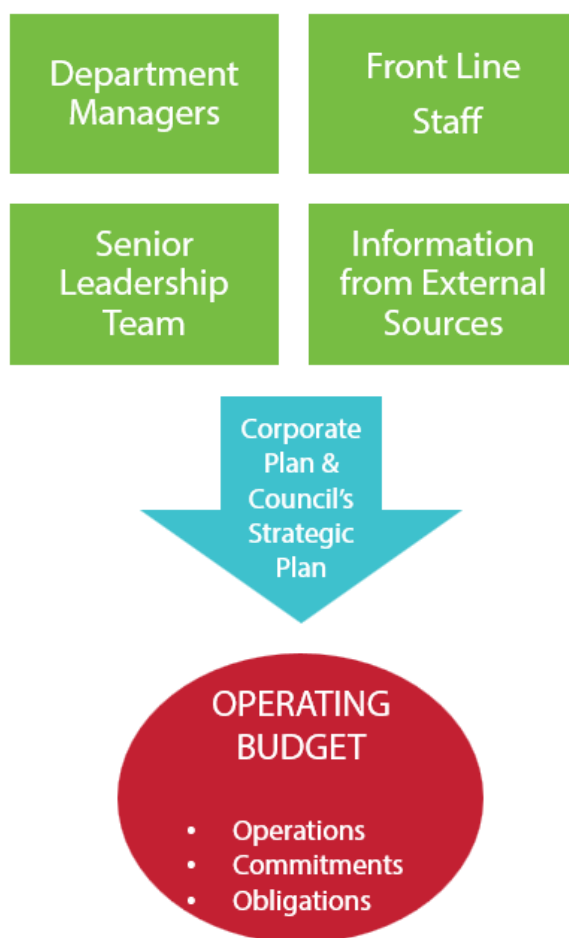 Department
Managers
Front Line
Staff
Senior
Leadership
Team
Information
from External
Sources
Corporate
Plan &
Council's
Strategic
Plan
OPERATING
BUDGET
• Operations
• Commitments
• Obligations